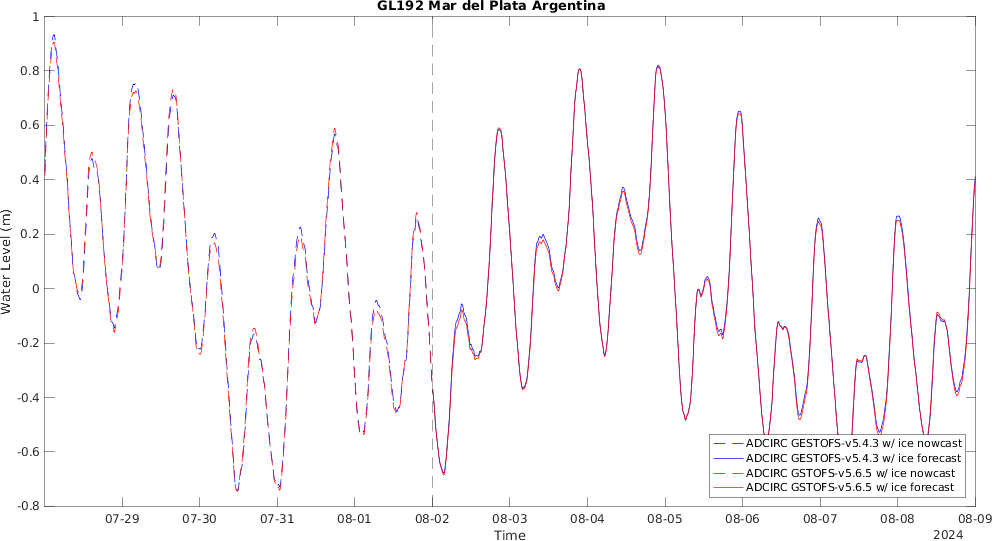 GL192 Mar del Plata Argentina
Water Level (m)
1
0.8
0.6
0.4
0.2
0
-0.2
-0.4
-0.6
-0.8
07-29 07-30 07-31 08-01 08-02 08-03 08-04 08-05 08-06 08-07 08-08 08-09
Time
2024
ADCIRC GESTOFS-v5.4.3 w/ ice nowcast
ADCIRC GESTOFS-v5.4.3 w/ ice forecast
ADCIRC GSTOFS-v5.6.5 w/ ice nowcast
ADCIRC GSTOFS-v5.6.5 w/ ice forecast